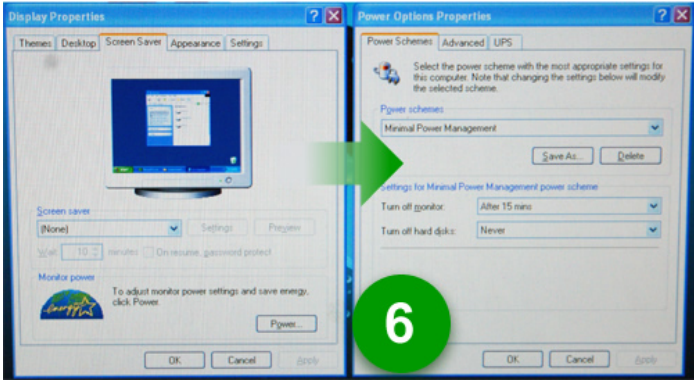 Display Properties
Themes Desktop Screen Saver Appearance Settings
Screen saver
(None)
Settings Preview
Wait 10 minutes On resume, password protect
Monitor power
To adjust monitor power settings and save energy,
click Power.
Power...
OK Cancel Apply
Power Options Properties
Power Schemes Advanced UPS
Select the power scheme with the most appropriate settings for
this computer. Note that changing the settings below will modify
the selected scheme.
Power schemes
Minimal Power Management
Save As... Delete
Settings for Minimal Power Management power scheme
Turn off monitor: After 15 mins
Turn off hard disks: Never
OK Cancel Apply
6